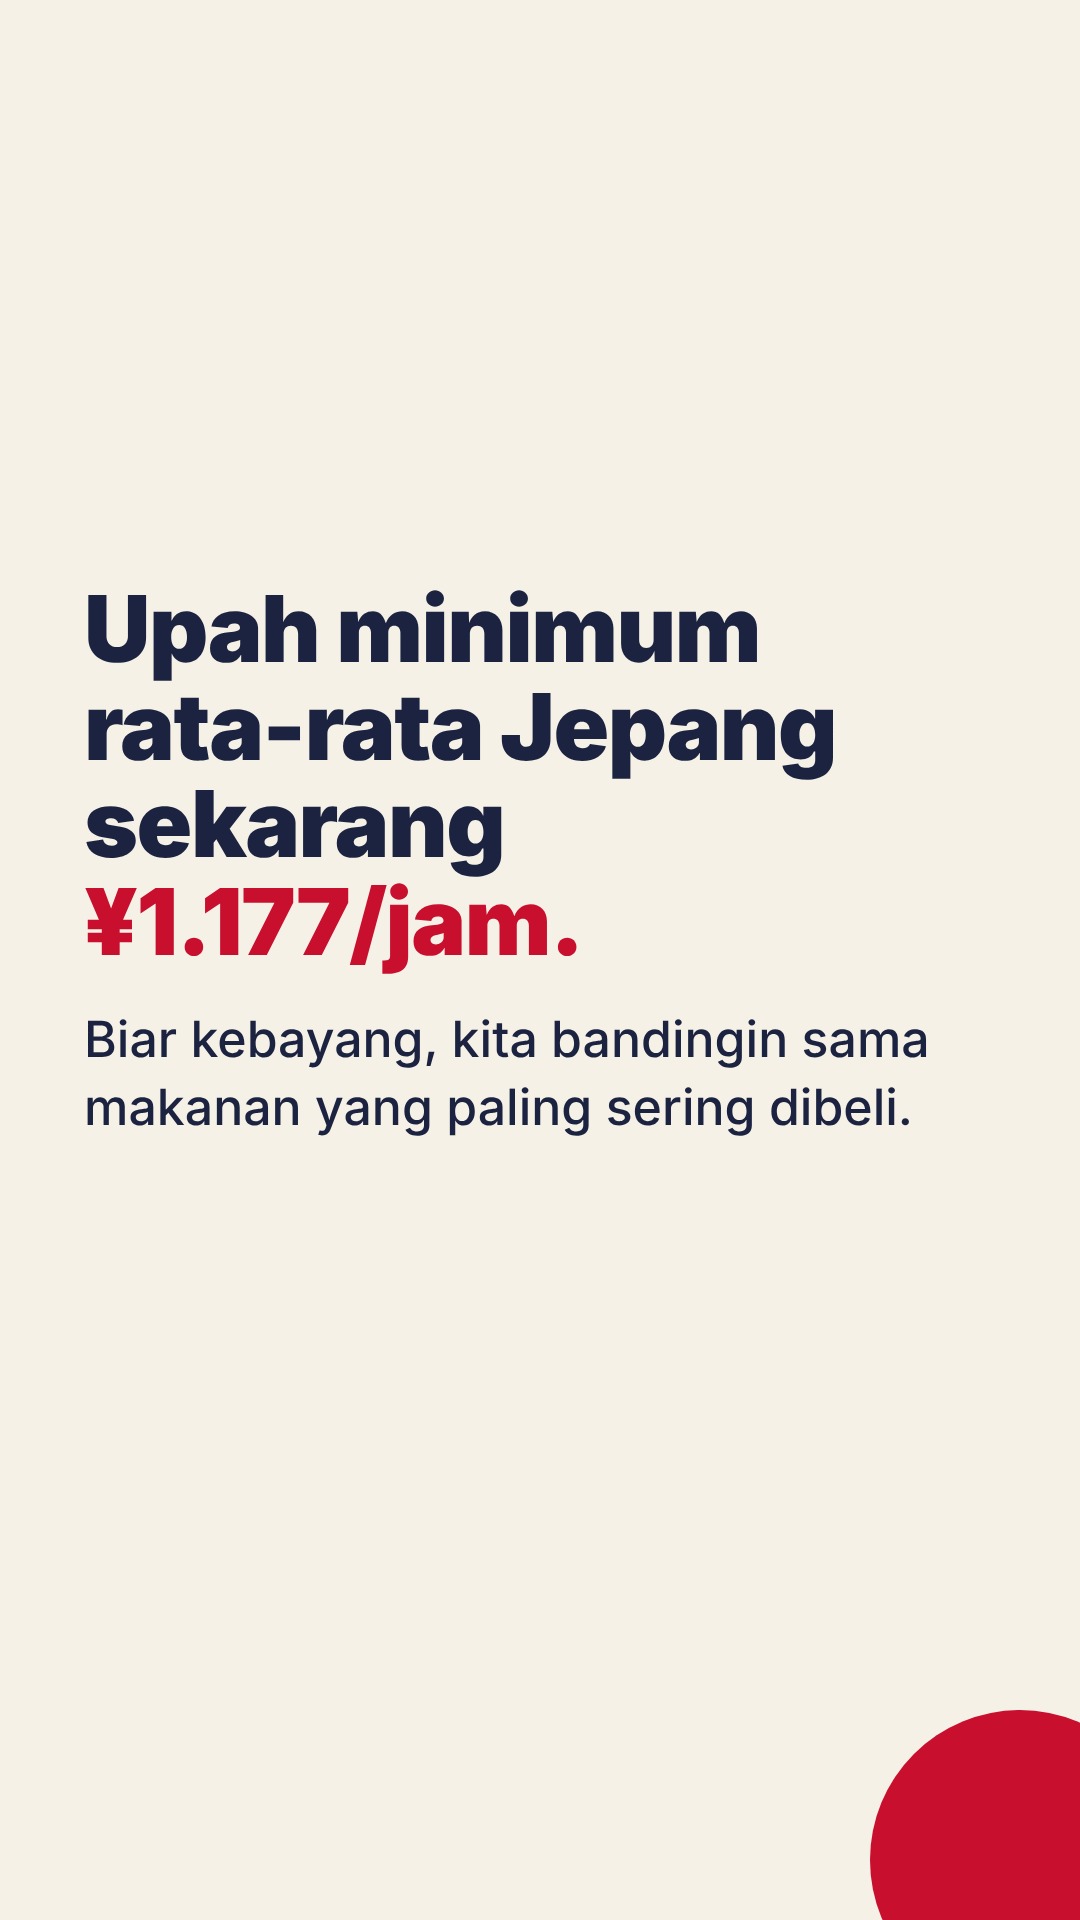 Upah minimum
rata-rata Jepang
sekarang
¥1.177/jam.
Biar kebayang, kita bandingin sama
makanan yang paling sering dibeli.